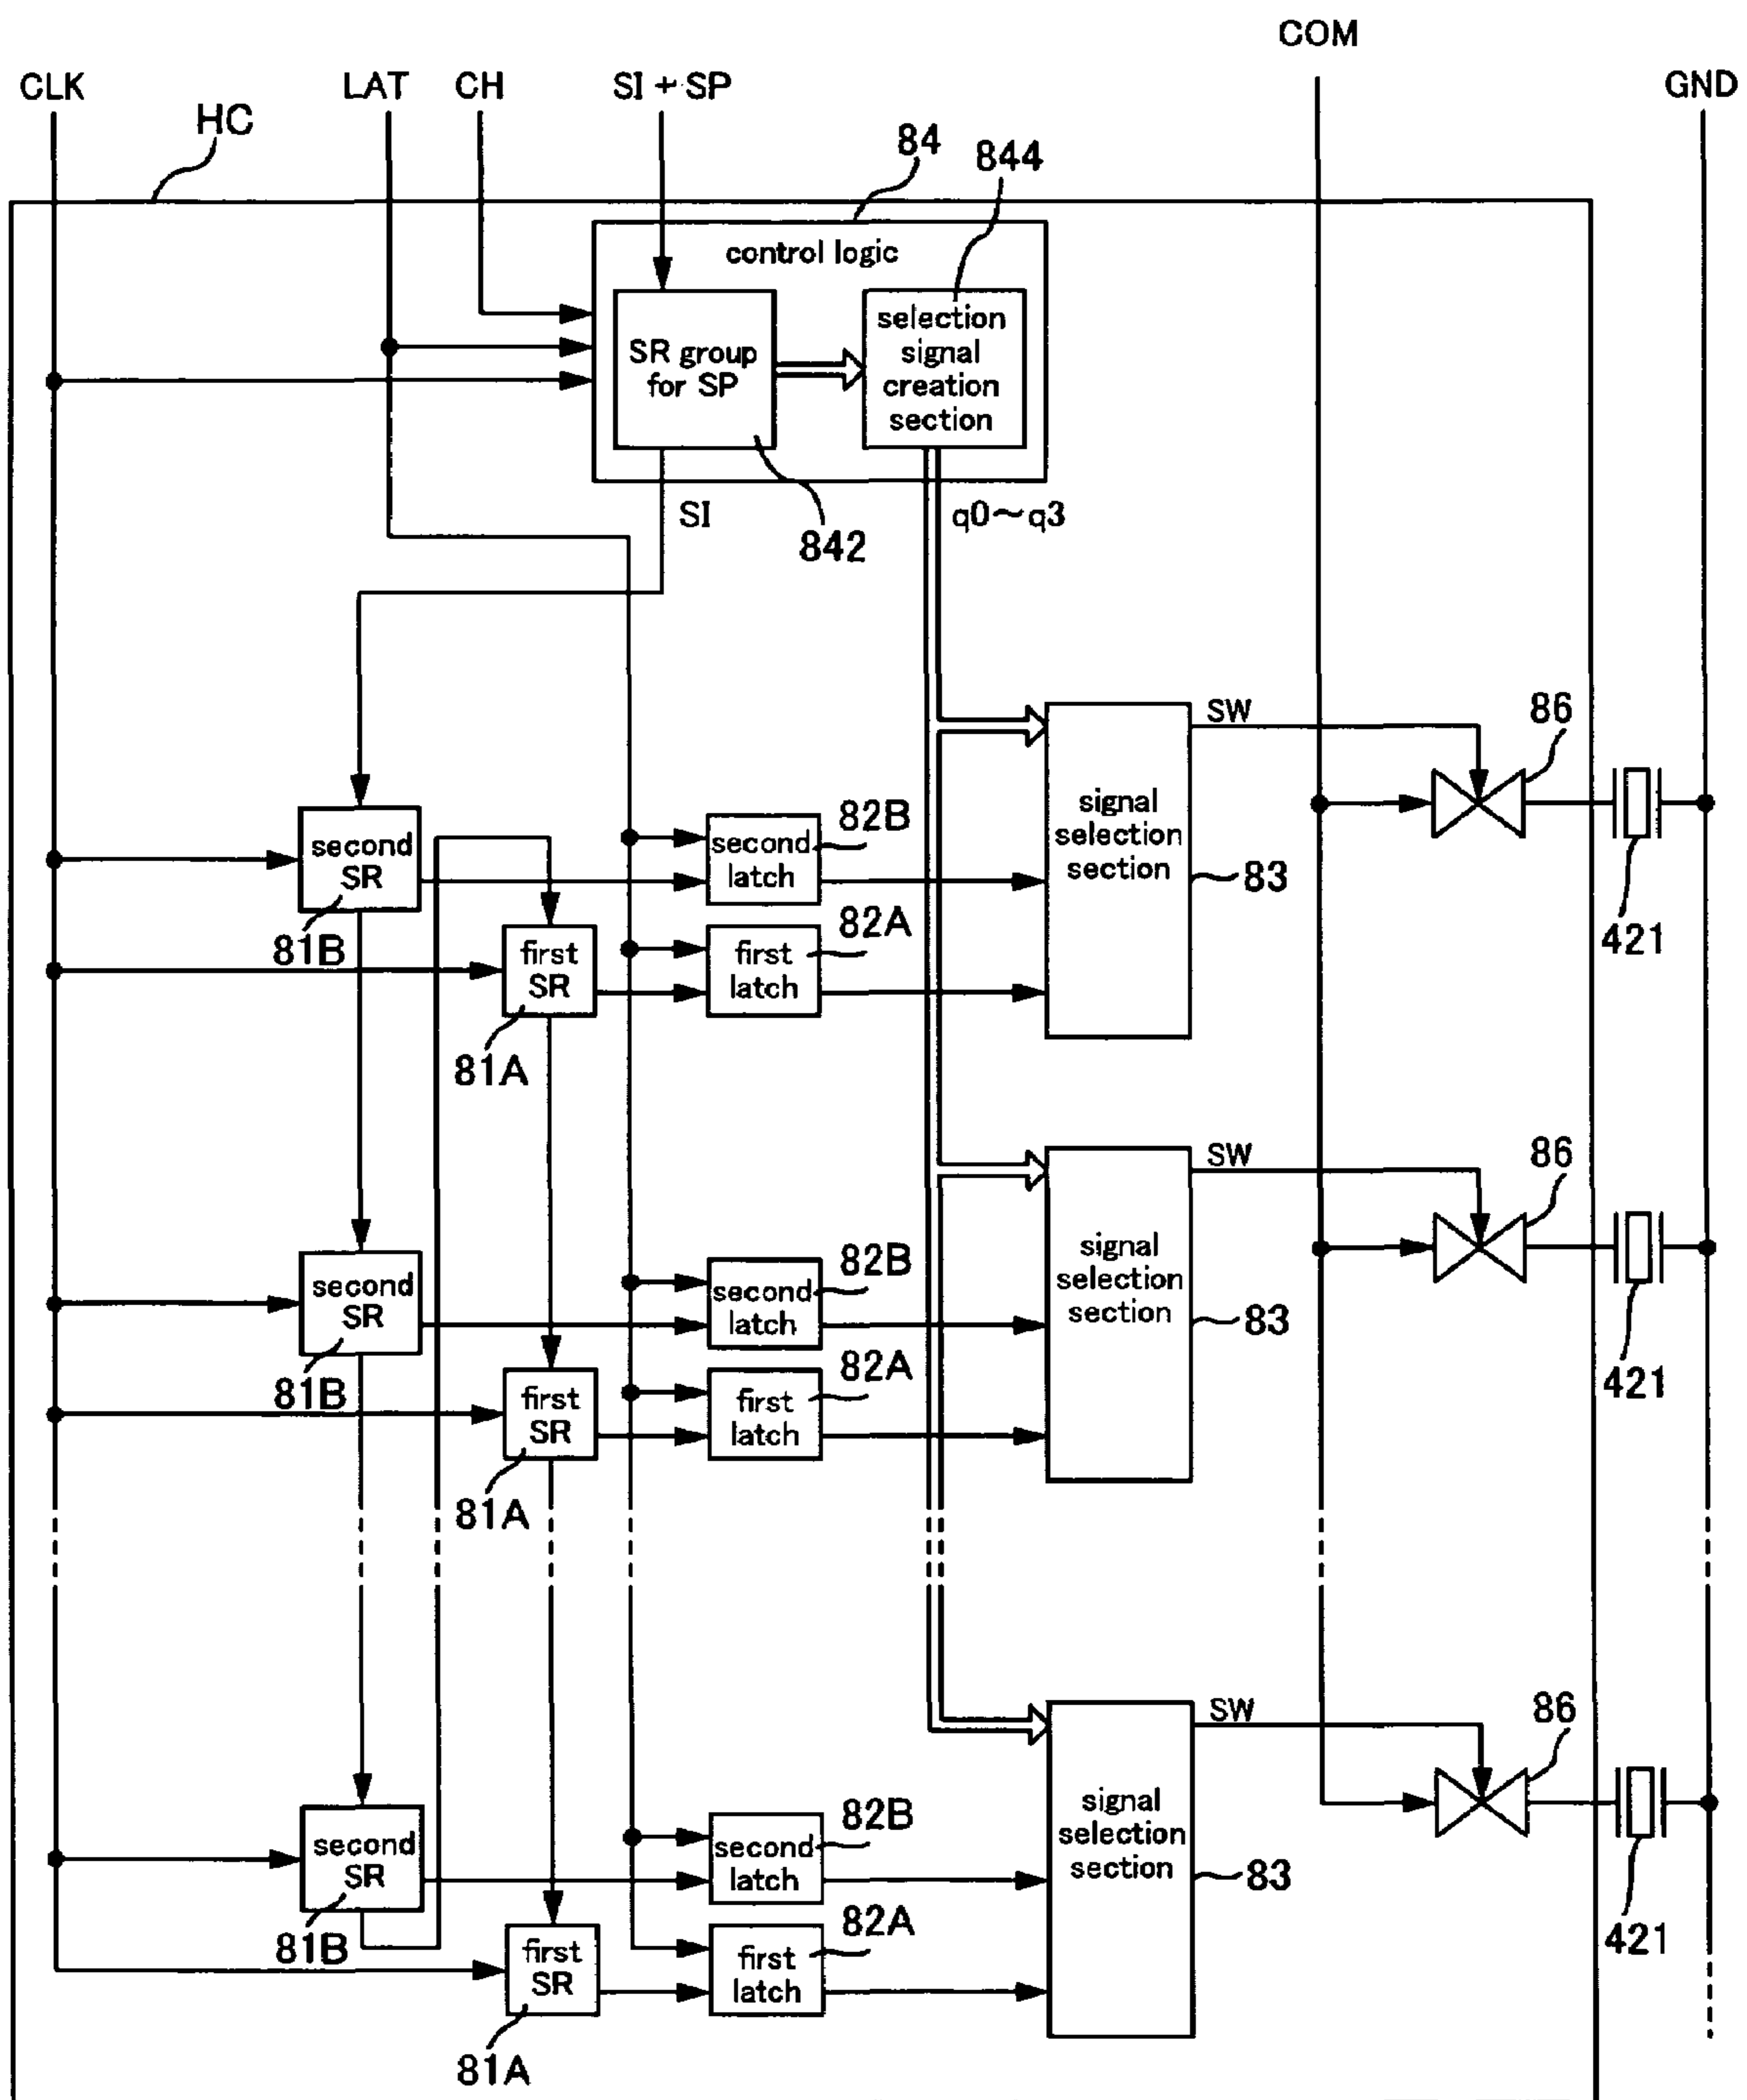 COM
CLK
LAT
CH
SI + SP
GND
HC
84
844
control logic
SR group
for SP
selection
signal
creation
section
SI
842
q0～q3
second
SR
81B
first
SR
81A
second
latch
82B
first
latch
82A
signal
selection
section
83
SW
86
421
second
SR
81B
first
SR
81A
second
latch
82B
first
latch
82A
signal
selection
section
83
SW
86
421
second
SR
81B
first
SR
81A
second
latch
82B
first
latch
82A
signal
selection
section
83
SW
86
421